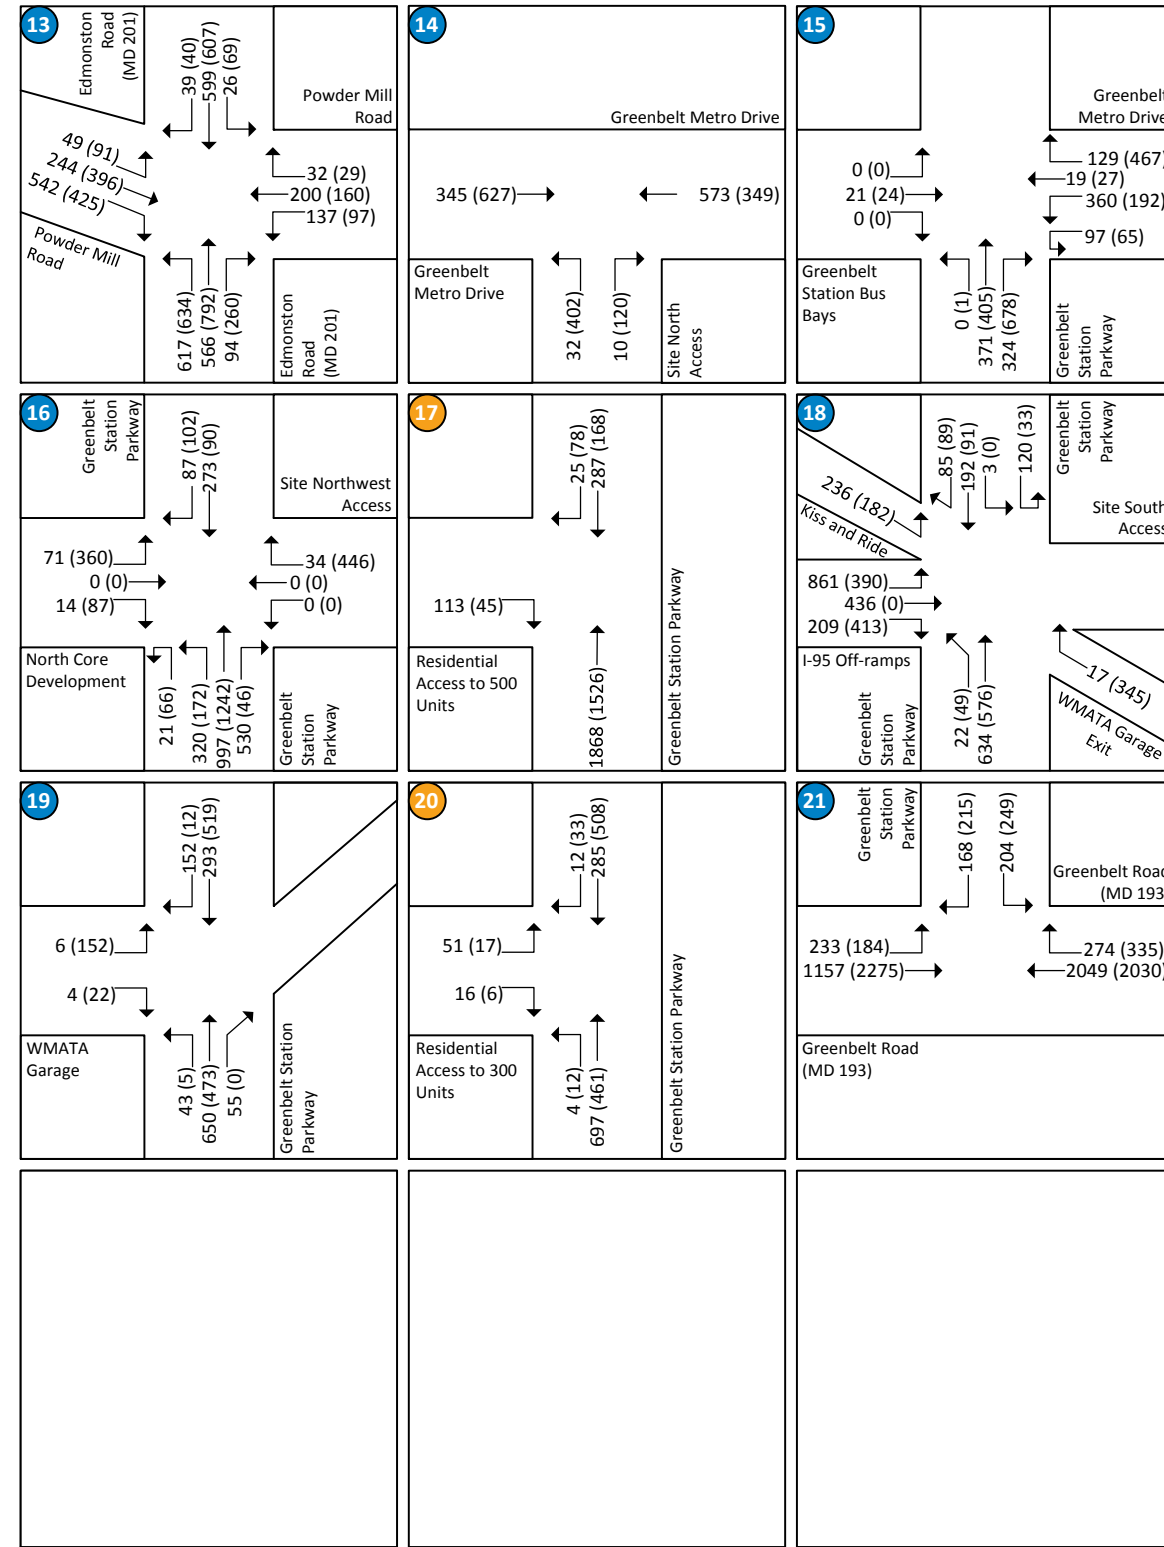 13
Edmonston
Road
(MD 201)
39 (40)
599 (607)
26 (69)
Powder Mill
Road
49 (91)
244 (396)
542 (425)
32 (29)
200 (160)
137 (97)
Powder Mill
Road
617 (634)
566 (792)
94 (260)
Edmonston
Road
(MD 201)
14
Greenbelt Metro Drive
345 (627)
573 (349)
Greenbelt
Metro Drive
32 (402)
10 (120)
Site North
Access
15
Greenbelt
Metro Drive
0 (0)
21 (24)
0 (0)
129 (467)
19 (27)
360 (192)
97 (65)
Greenbelt
Station Bus
Bays
0 (1)
371 (405)
324 (678)
Greenbelt
Station
Parkway
16
Greenbelt
Station
Parkway
87 (102)
273 (90)
Site Northwest
Access
71 (360)
0 (0)
14 (87)
34 (446)
0 (0)
0 (0)
North Core
Development
21 (66)
320 (172)
997 (1242)
530 (46)
Greenbelt
Station
Parkway
17
25 (78)
287 (168)
113 (45)
Residential
Access to 500
Units
1868 (1526)
Greenbelt Station Parkway
18
85 (89)
192 (91)
3 (0)
120 (33)
Greenbelt
Station
Parkway
Site South
Access
236 (182)
Kiss and Ride
861 (390)
436 (0)
209 (413)
I-95 Off-ramps
Greenbelt
Station
Parkway
22 (49)
634 (576)
17 (345)
WMATA Garage
Exit
19
152 (12)
293 (519)
6 (152)
4 (22)
WMATA
Garage
43 (5)
650 (473)
55 (0)
Greenbelt Station
Parkway
20
12 (33)
285 (508)
51 (17)
16 (6)
Residential
Access to 300
Units
4 (12)
697 (461)
Greenbelt Station Parkway
21
Greenbelt
Station
Parkway
168 (215)
204 (249)
Greenbelt Road
(MD 193
233 (184)
1157 (2275)
274 (335)
2049 (2030)
Greenbelt Road
(MD 193)